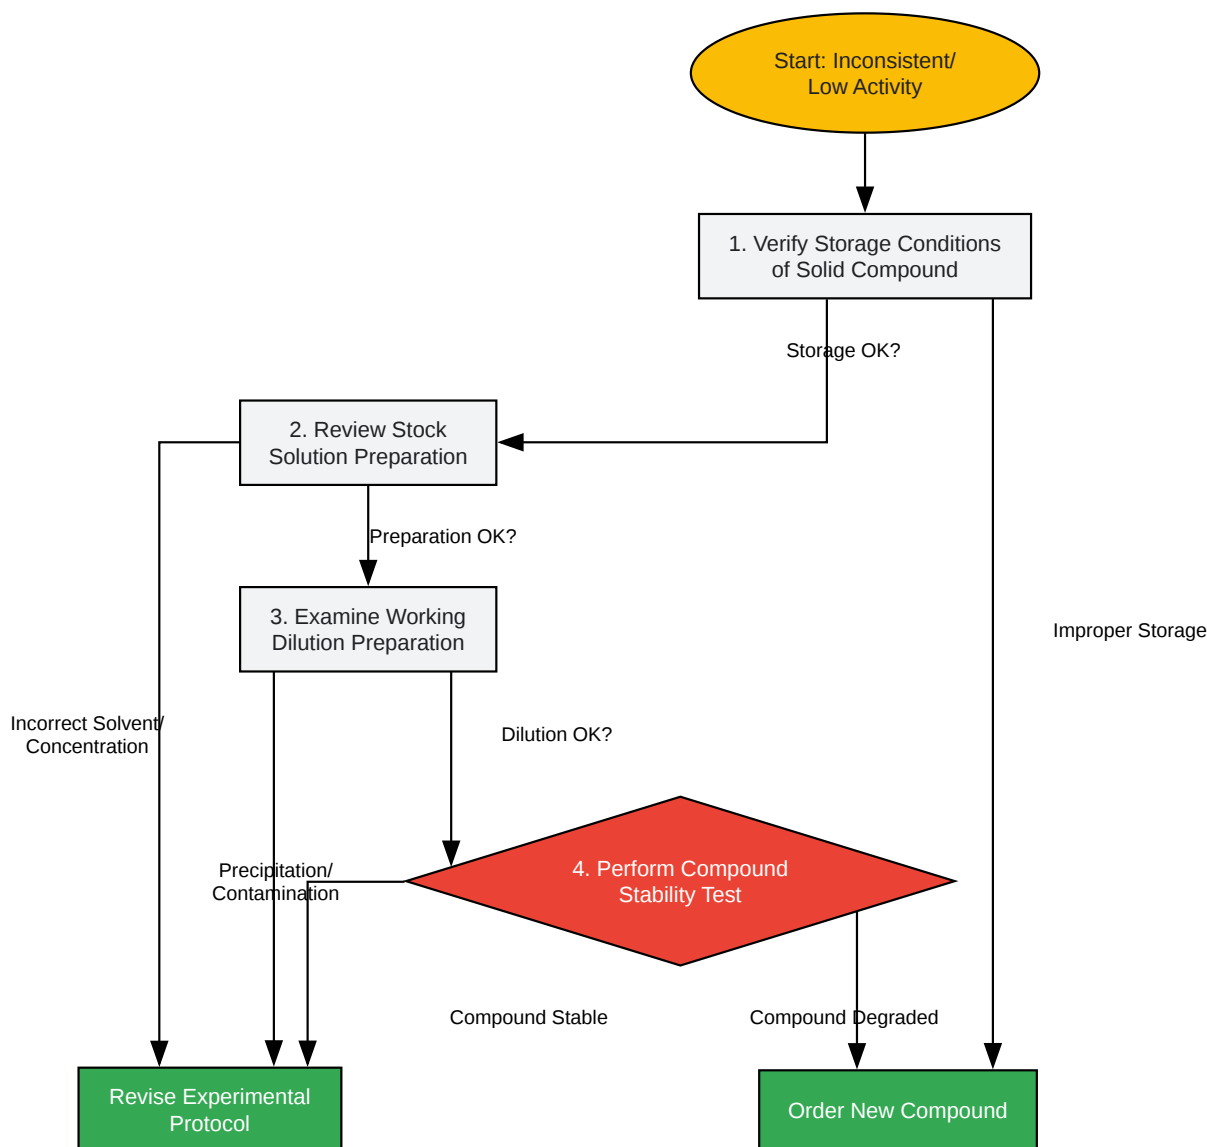 Start: Inconsistent/
Low Activity
1. Verify Storage Conditions
of Solid Compound
Storage OK?
2. Review Stock
Solution Preparation
Preparation OK?
3. Examine Working
Dilution Preparation
Improper Storage
Incorrect Solvent/
Concentration
Dilution OK?
Precipitation/
Contamination
4. Perform Compound
Stability Test
Compound Stable
Compound Degraded
Revise Experimental
Protocol
Order New Compound